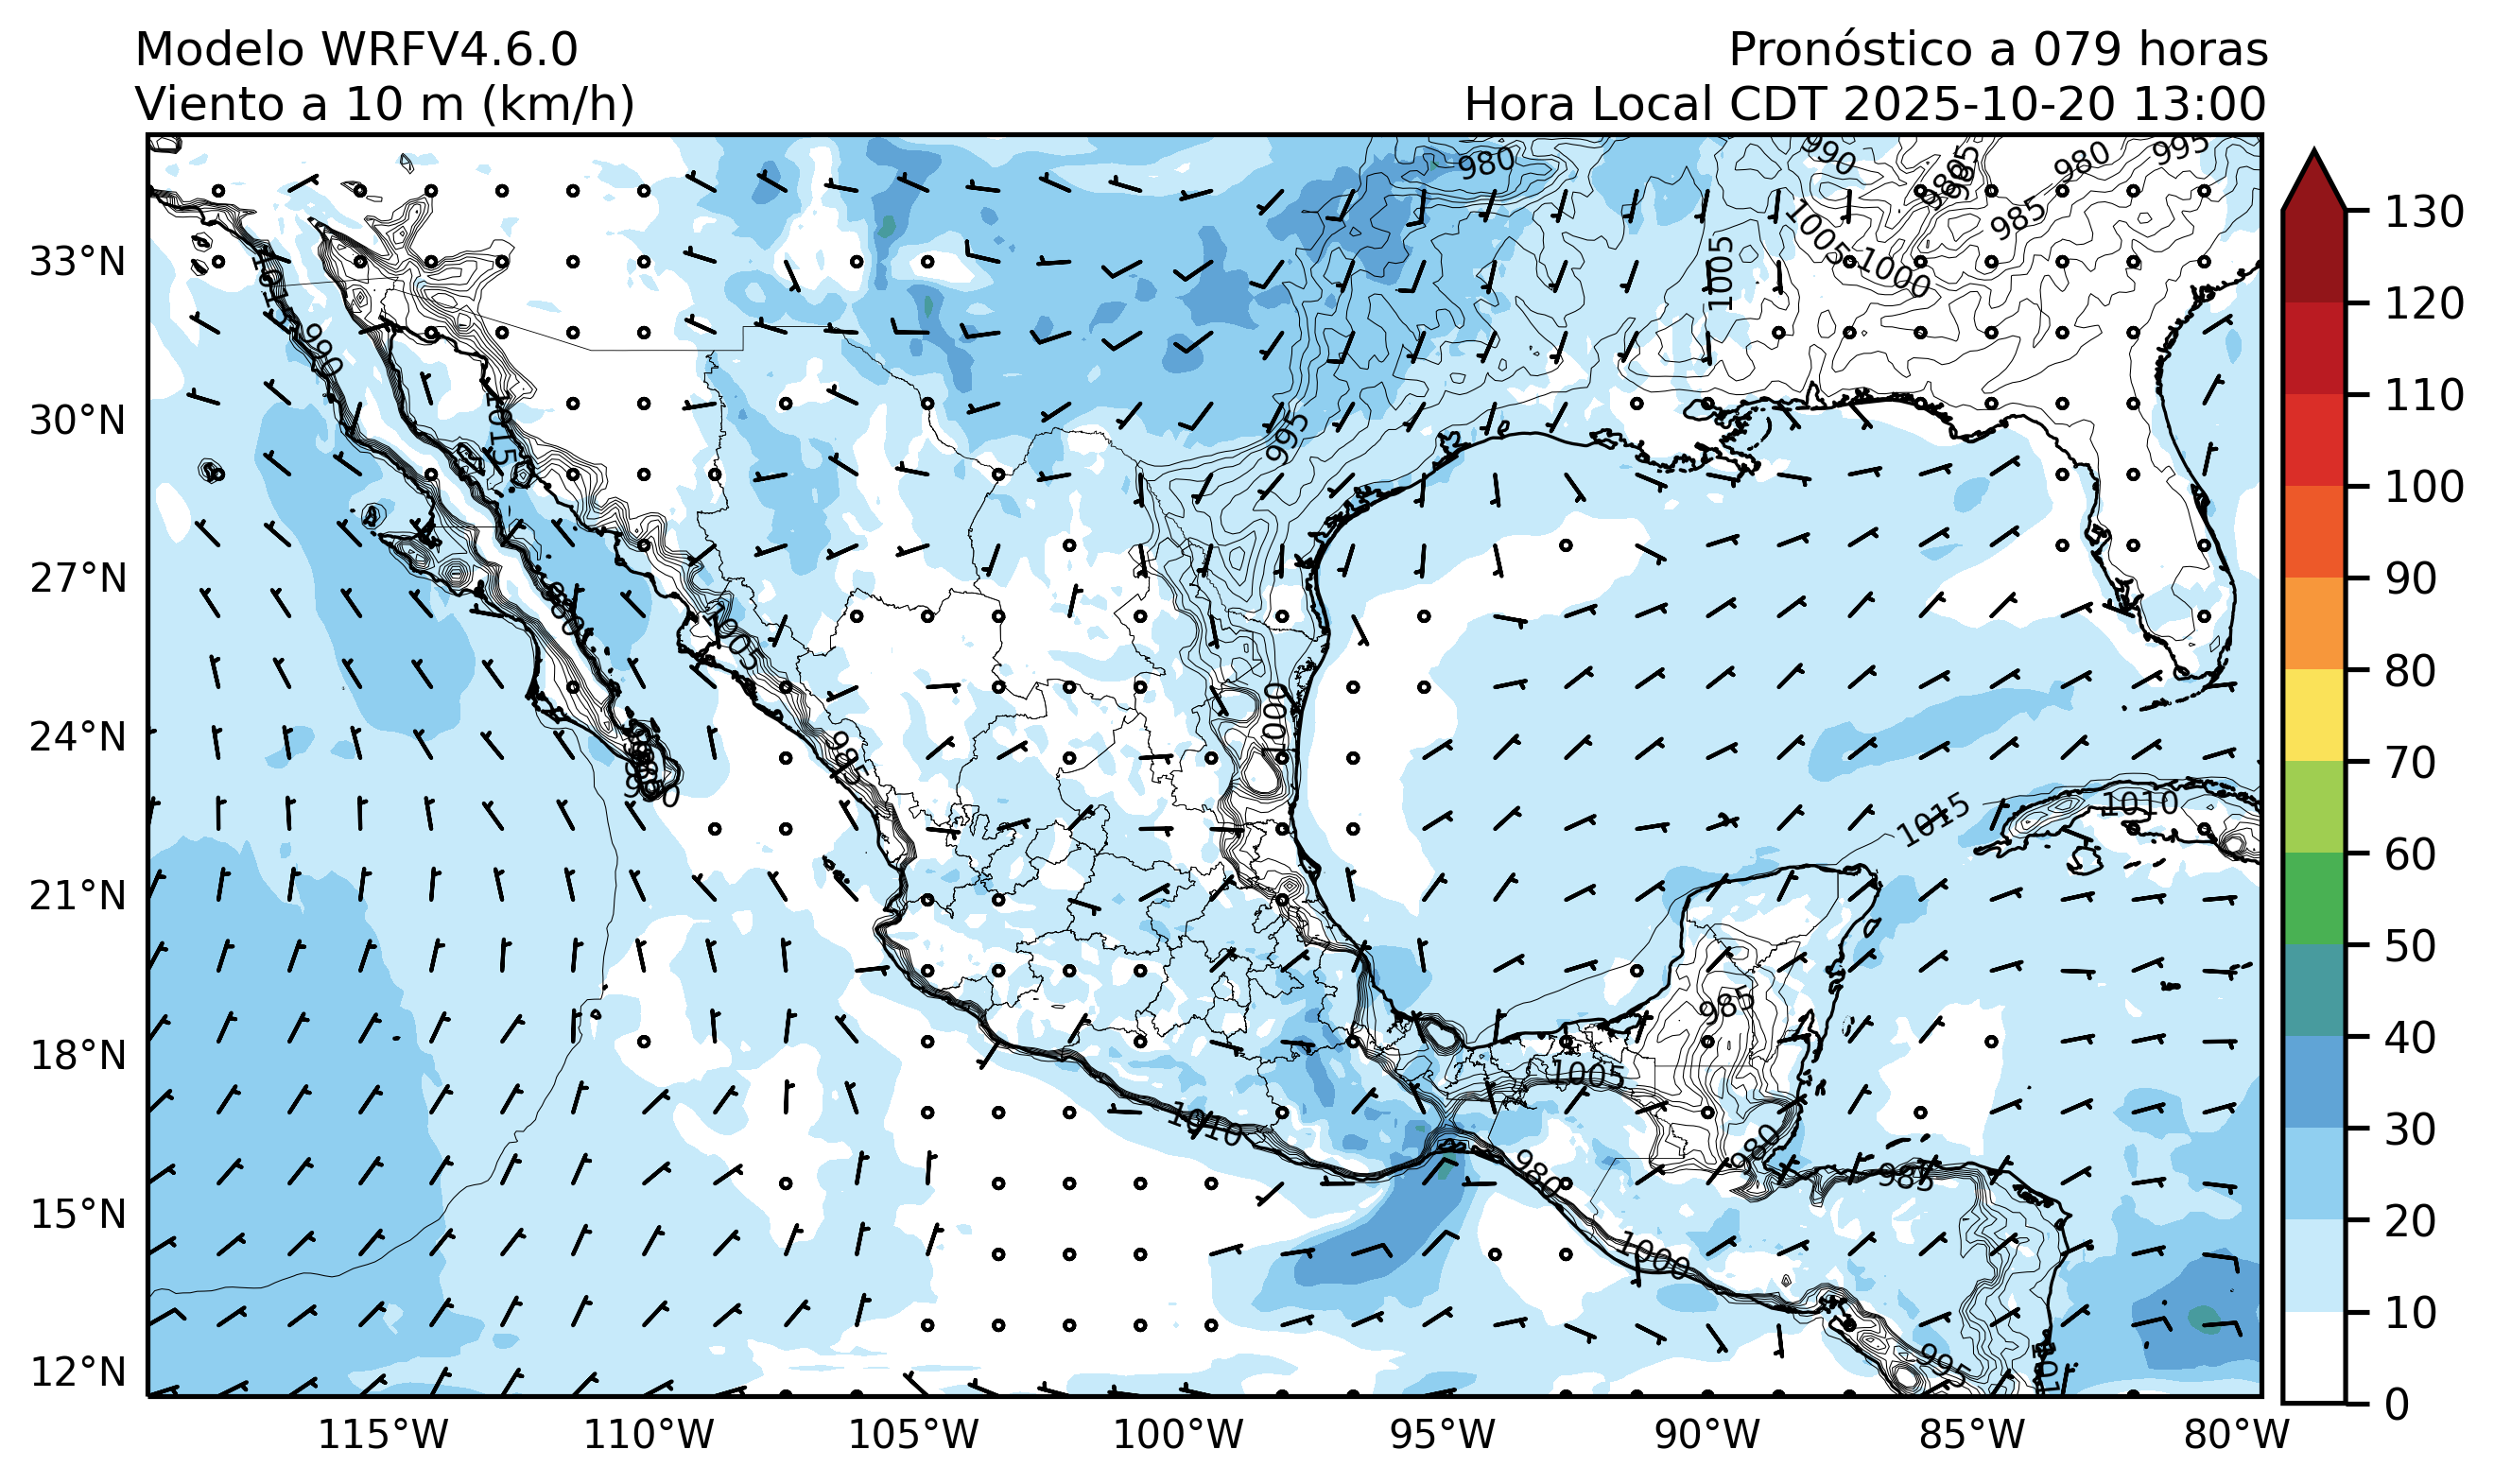 Modelo WRFV4.6.0
Pronóstico a 079 horas
Viento a 10 m (km/h)
Hora Local CDT 2025-10-20 13:00
980
990
985
980
995
980
985
1005
1000
1005
1015
990
1015
995
980
1005
1000
985
1015
1010
985
1005
1010
980
985
980
1000
995
33°N
30°N
27°N
24°N
21°N
18°N
15°N
12°N
115°W
110°W
105°W
100°W
95°W
90°W
85°W
80°W
130
120
110
100
90
80
70
60
50
40
30
20
10
0